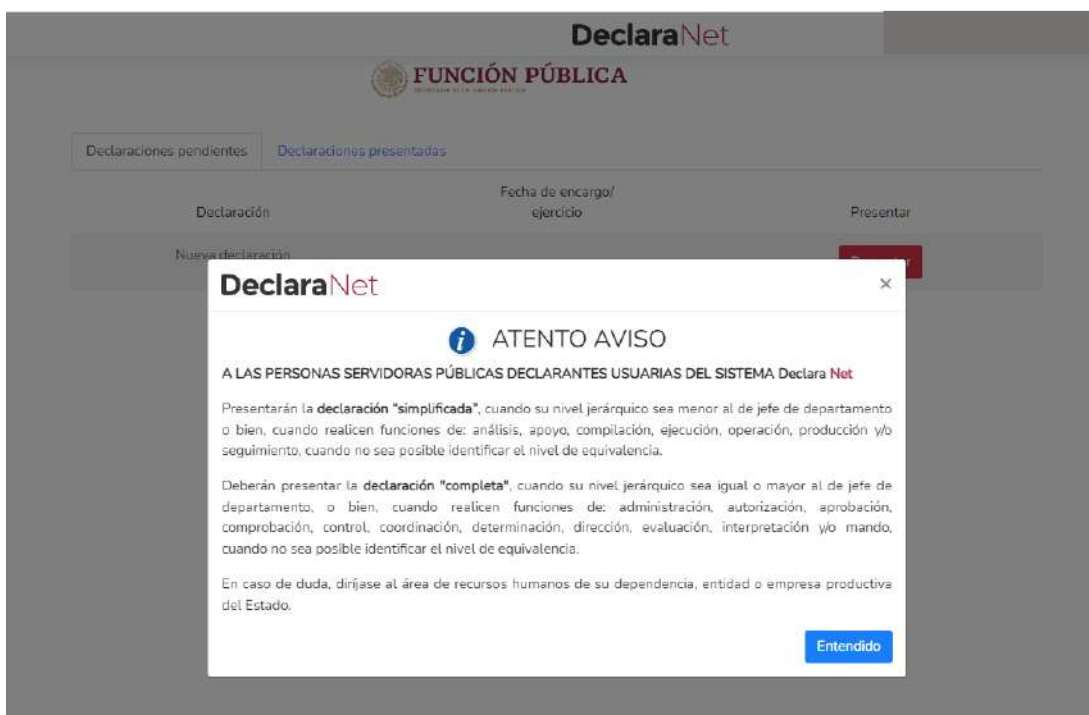 DeclaraNet
FUNCIÓN PÚBLICA
Declaraciones pendientes Declaraciones presentadas
Fecha de encargo/
Declaración ejercicio Presentar
Nueva declaración
DeclaraNet ×
ATENTO AVISO
A LAS PERSONAS SERVIDORAS PÚBLICAS DECLARANTES USUARIAS DEL SISTEMA Declara Net
Presentarán la declaración "simplificada", cuando su nivel jerárquico sea menor al de jefe de departamento
o bien, cuando realicen funciones de: análisis, apoyo, compilación, ejecución, operación, producción y/o
seguimiento, cuando no sea posible identificar el nivel de equivalencia.
Deberán presentar la declaración "completa", cuando su nivel jerárquico sea igual o mayor al de jefe de
departamento, o bien, cuando realicen funciones de: administración, autorización, aprobación,
comprobación, control, coordinación, determinación, dirección, evaluación, interpretación y/o mando,
cuando no sea posible identificar el nivel de equivalencia.
En caso de duda, diríjase al área de recursos humanos de su dependencia, entidad o empresa productiva
del Estado.
Entendido